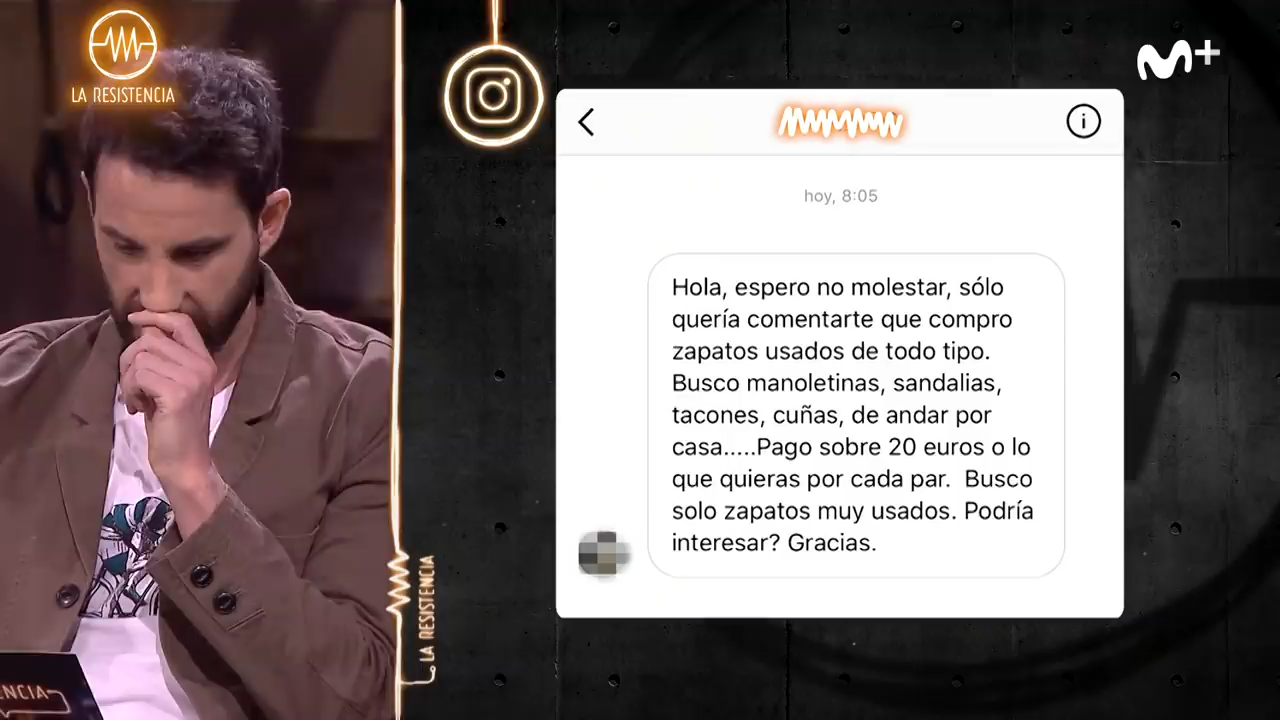 LA RESISTENCIA
M+
hoy, 8:05
Hola, espero no molestar, sólo
quería comentarte que compro
zapatos usados de todo tipo.
Busco manoletinas, sandalias,
tacones, cuñas, de andar por
casa.....Pago sobre 20 euros o lo
que quieras por cada par.  Busco
solo zapatos muy usados. Podría
interesar? Gracias.
LA RESISTENCIA
ENCIA